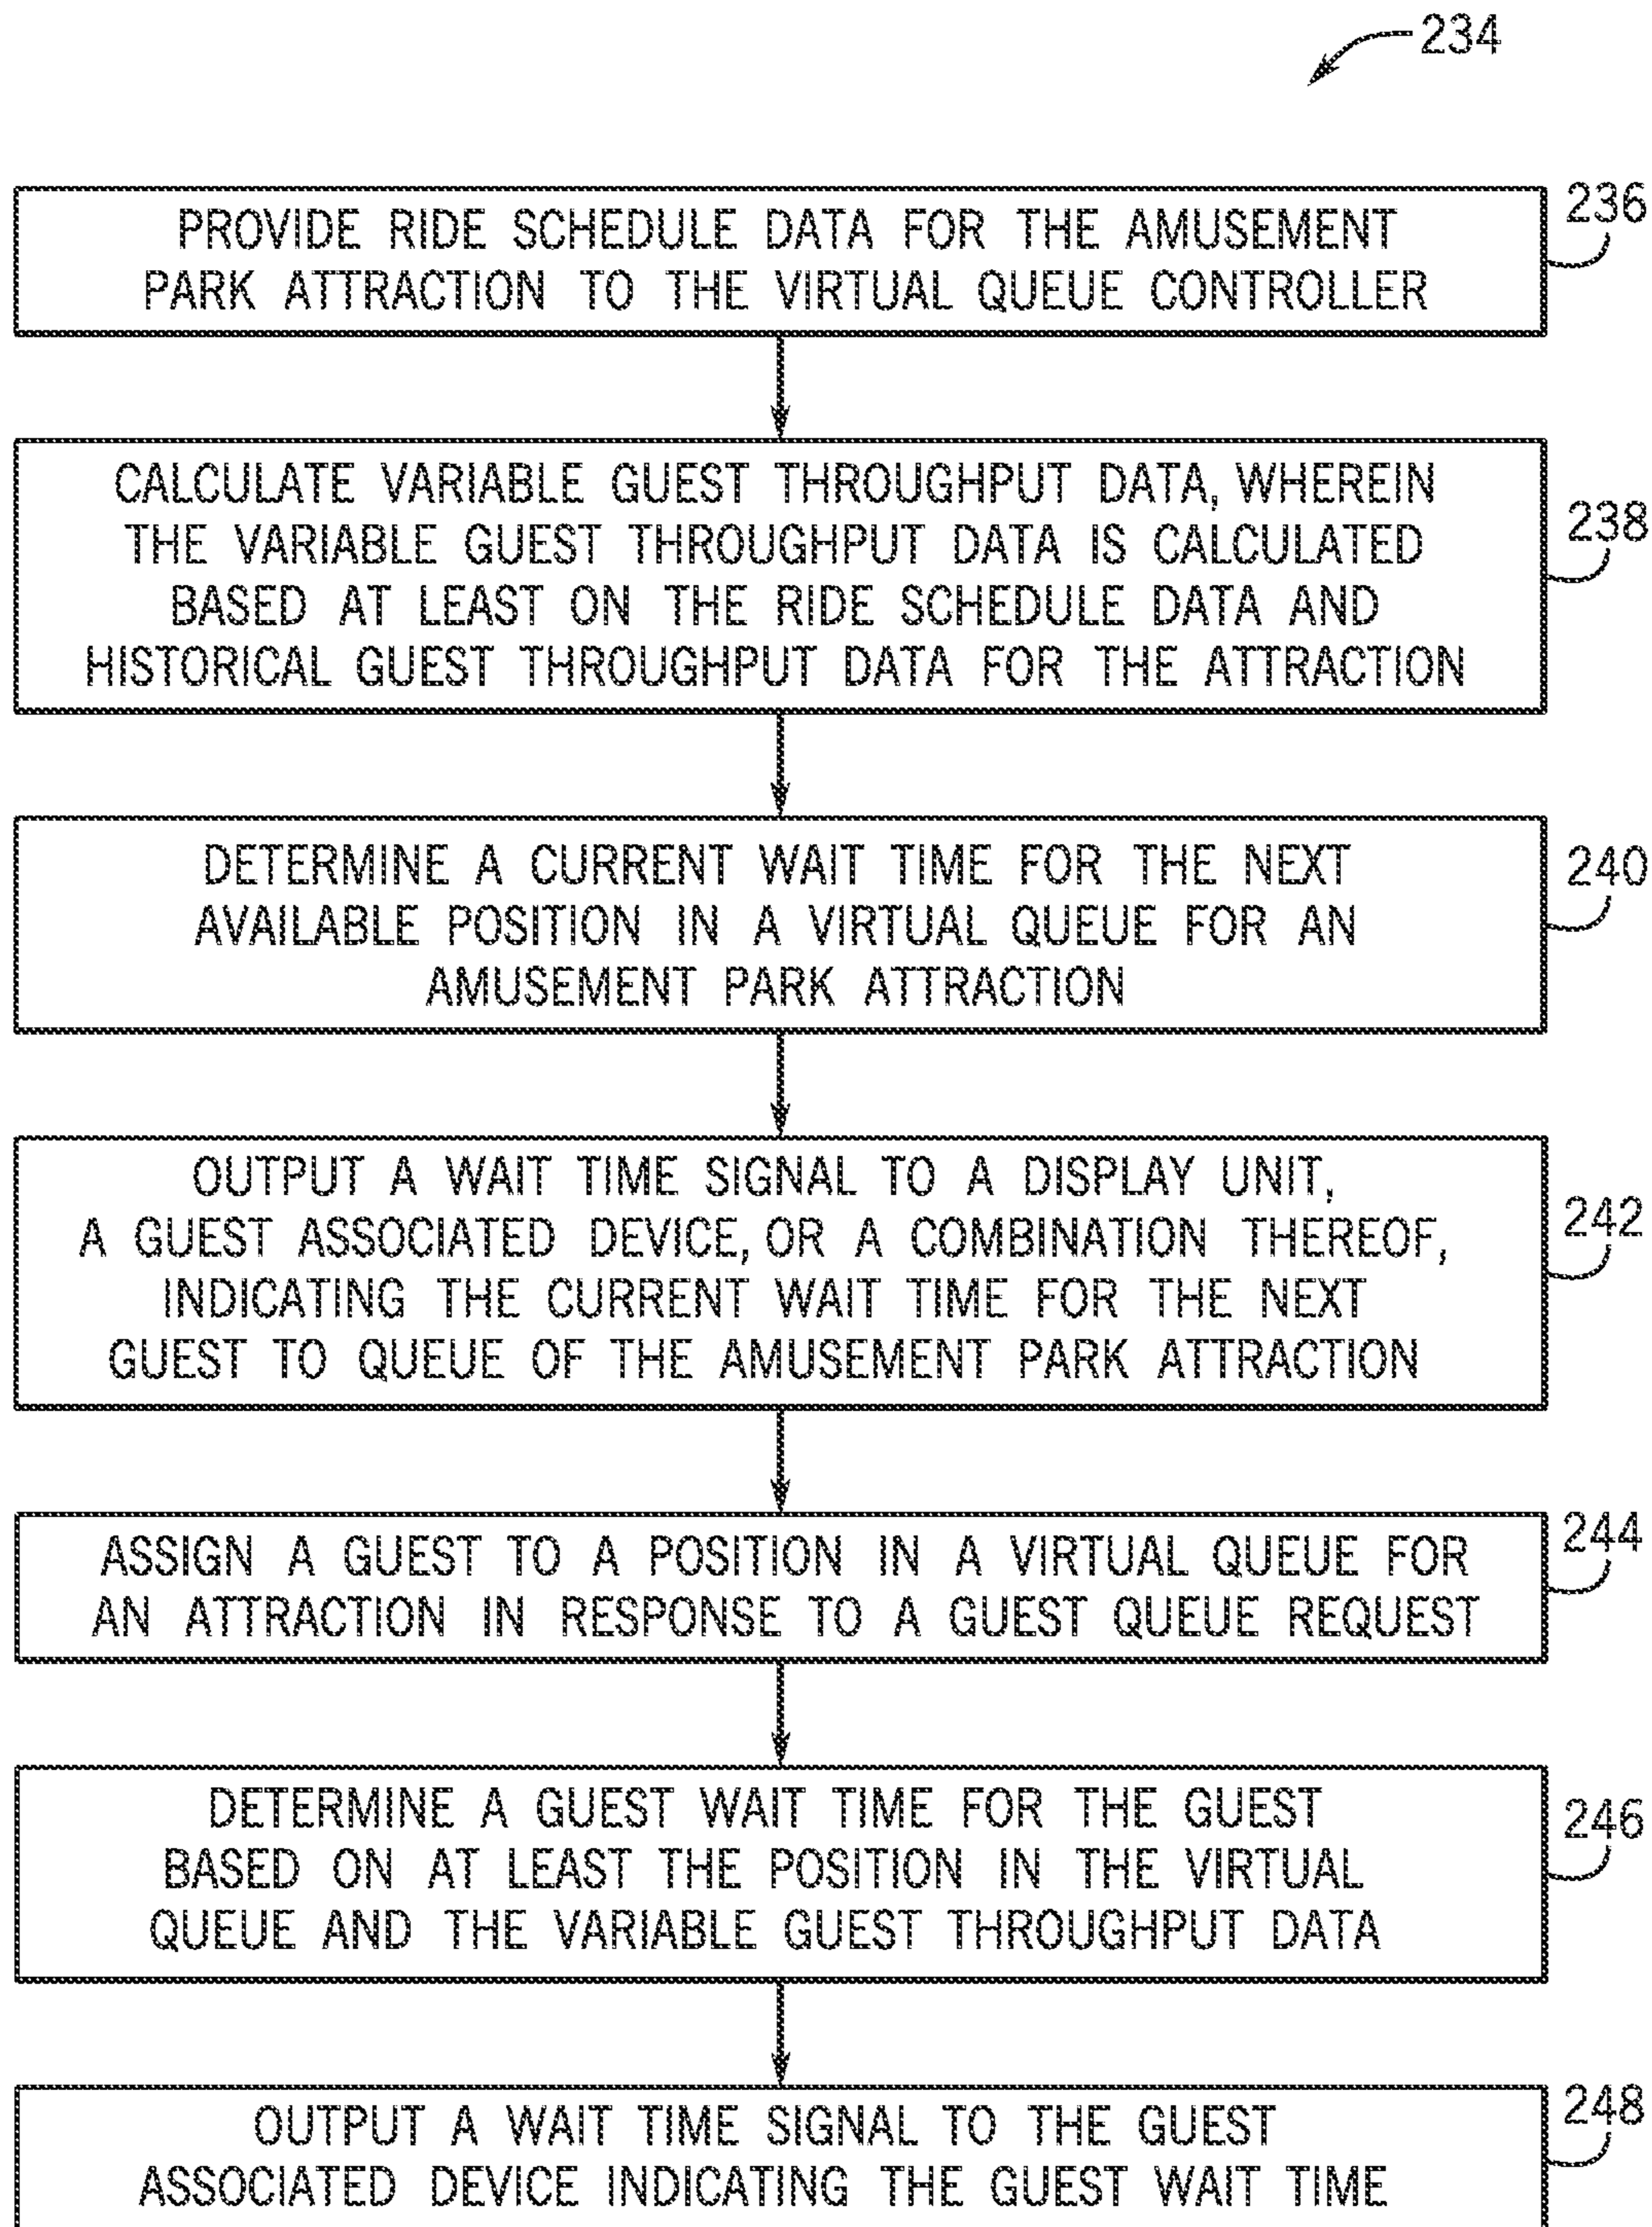 234
PROVIDE RIDE SCHEDULE DATA FOR THE AMUSEMENT
PARK ATTRACTION TO THE VIRTUAL QUEUE CONTROLLER
236
CALCULATE VARIABLE GUEST THROUGHPUT DATA, WHEREIN
THE VARIABLE GUEST THROUGHPUT DATA IS CALCULATED
BASED AT LEAST ON THE RIDE SCHEDULE DATA AND
HISTORICAL GUEST THROUGHPUT DATA FOR THE ATTRACTION
238
DETERMINE A CURRENT WAIT TIME FOR THE NEXT
AVAILABLE POSITION IN A VIRTUAL QUEUE FOR AN
AMUSEMENT PARK ATTRACTION
240
OUTPUT A WAIT TIME SIGNAL TO A DISPLAY UNIT,
A GUEST ASSOCIATED DEVICE, OR A COMBINATION THEREOF,
INDICATING THE CURRENT WAIT TIME FOR THE NEXT
GUEST TO QUEUE OF THE AMUSEMENT PARK ATTRACTION
242
ASSIGN A GUEST TO A POSITION IN A VIRTUAL QUEUE FOR
AN ATTRACTION IN RESPONSE TO A GUEST QUEUE REQUEST
244
DETERMINE A GUEST WAIT TIME FOR THE GUEST
BASED ON AT LEAST THE POSITION IN THE VIRTUAL
QUEUE AND THE VARIABLE GUEST THROUGHPUT DATA
246
OUTPUT A WAIT TIME SIGNAL TO THE GUEST
ASSOCIATED DEVICE INDICATING THE GUEST WAIT TIME
248